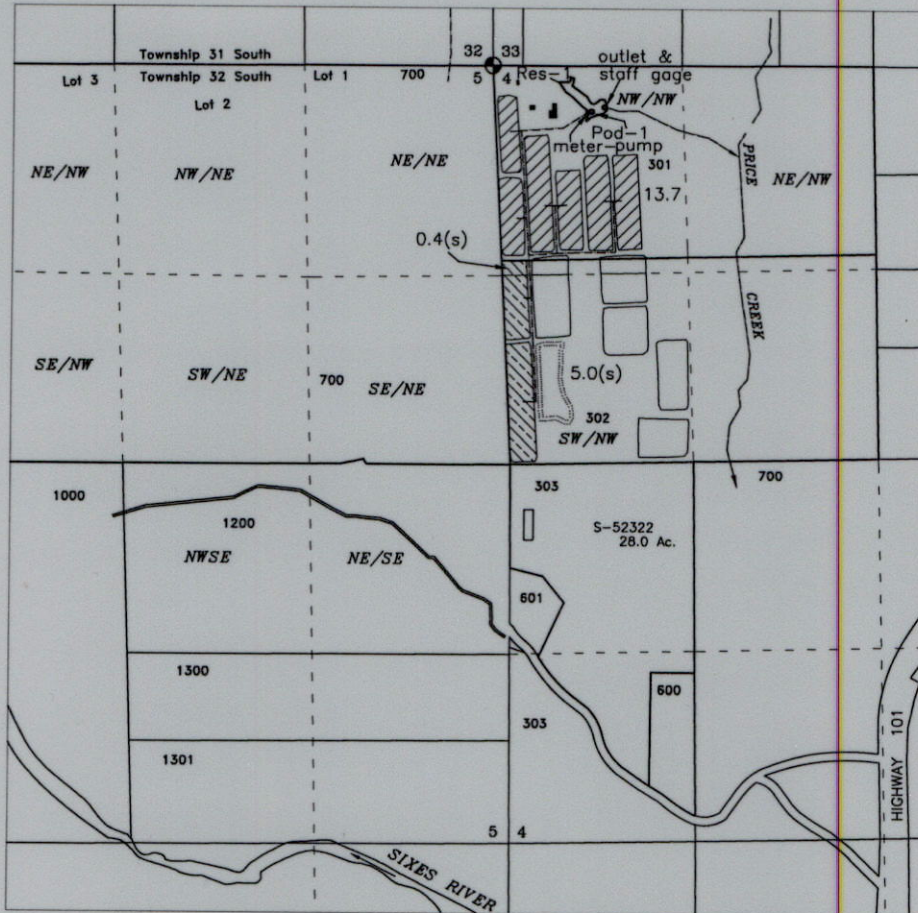 Township 31 South
32 33
Lot 3
Township 32 South
Lot 1
700
5 4
Res-1
outlet &
staff gage
Lot 2
NW/NW
Pod-1
meter-pump
PRICE
NE/NW
NW/NE
NE/NE
301
13.7
NE/NW
0.4(s)
CREEK
SE/NW
SW/NE
700
SE/NE
5.0(s)
302
SW/NW
1000
303
700
1200
S-52322
28.0 Ac.
NWSE
NE/SE
601
1300
600
303
1301
HIGHWAY 101
5 4
SIXES RIVER